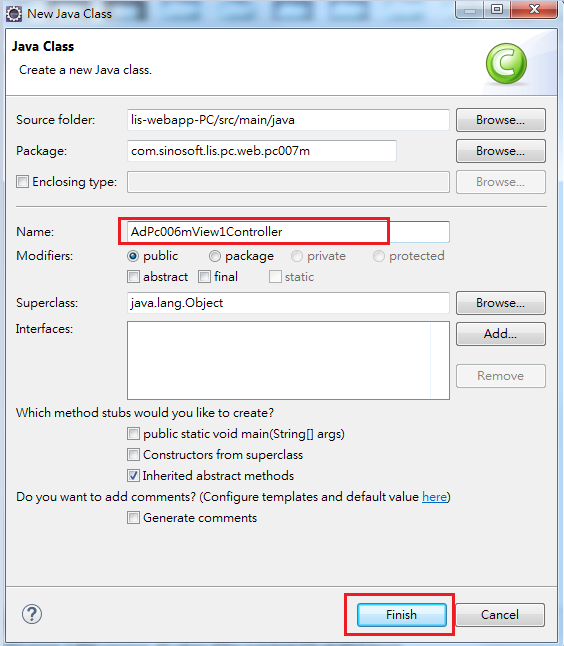 New Java Class
Java Class
Create a new Java class.
Source folder: lis-webapp-PC/src/main/java Browse...
Package: com.sinosoft.lis.pc.web.pc007m Browse...
Enclosing type: Browse...
Name: AdPc006mView1Controller
Modifiers: public package private protected
abstract final static
Superclass: java.lang.Object Browse...
Interfaces: Add...
Remove
Which method stubs would you like to create?
public static void main(String[] args)
Constructors from superclass
Inherited abstract methods
Do you want to add comments? (Configure templates and default value here)
Generate comments
? Finish Cancel